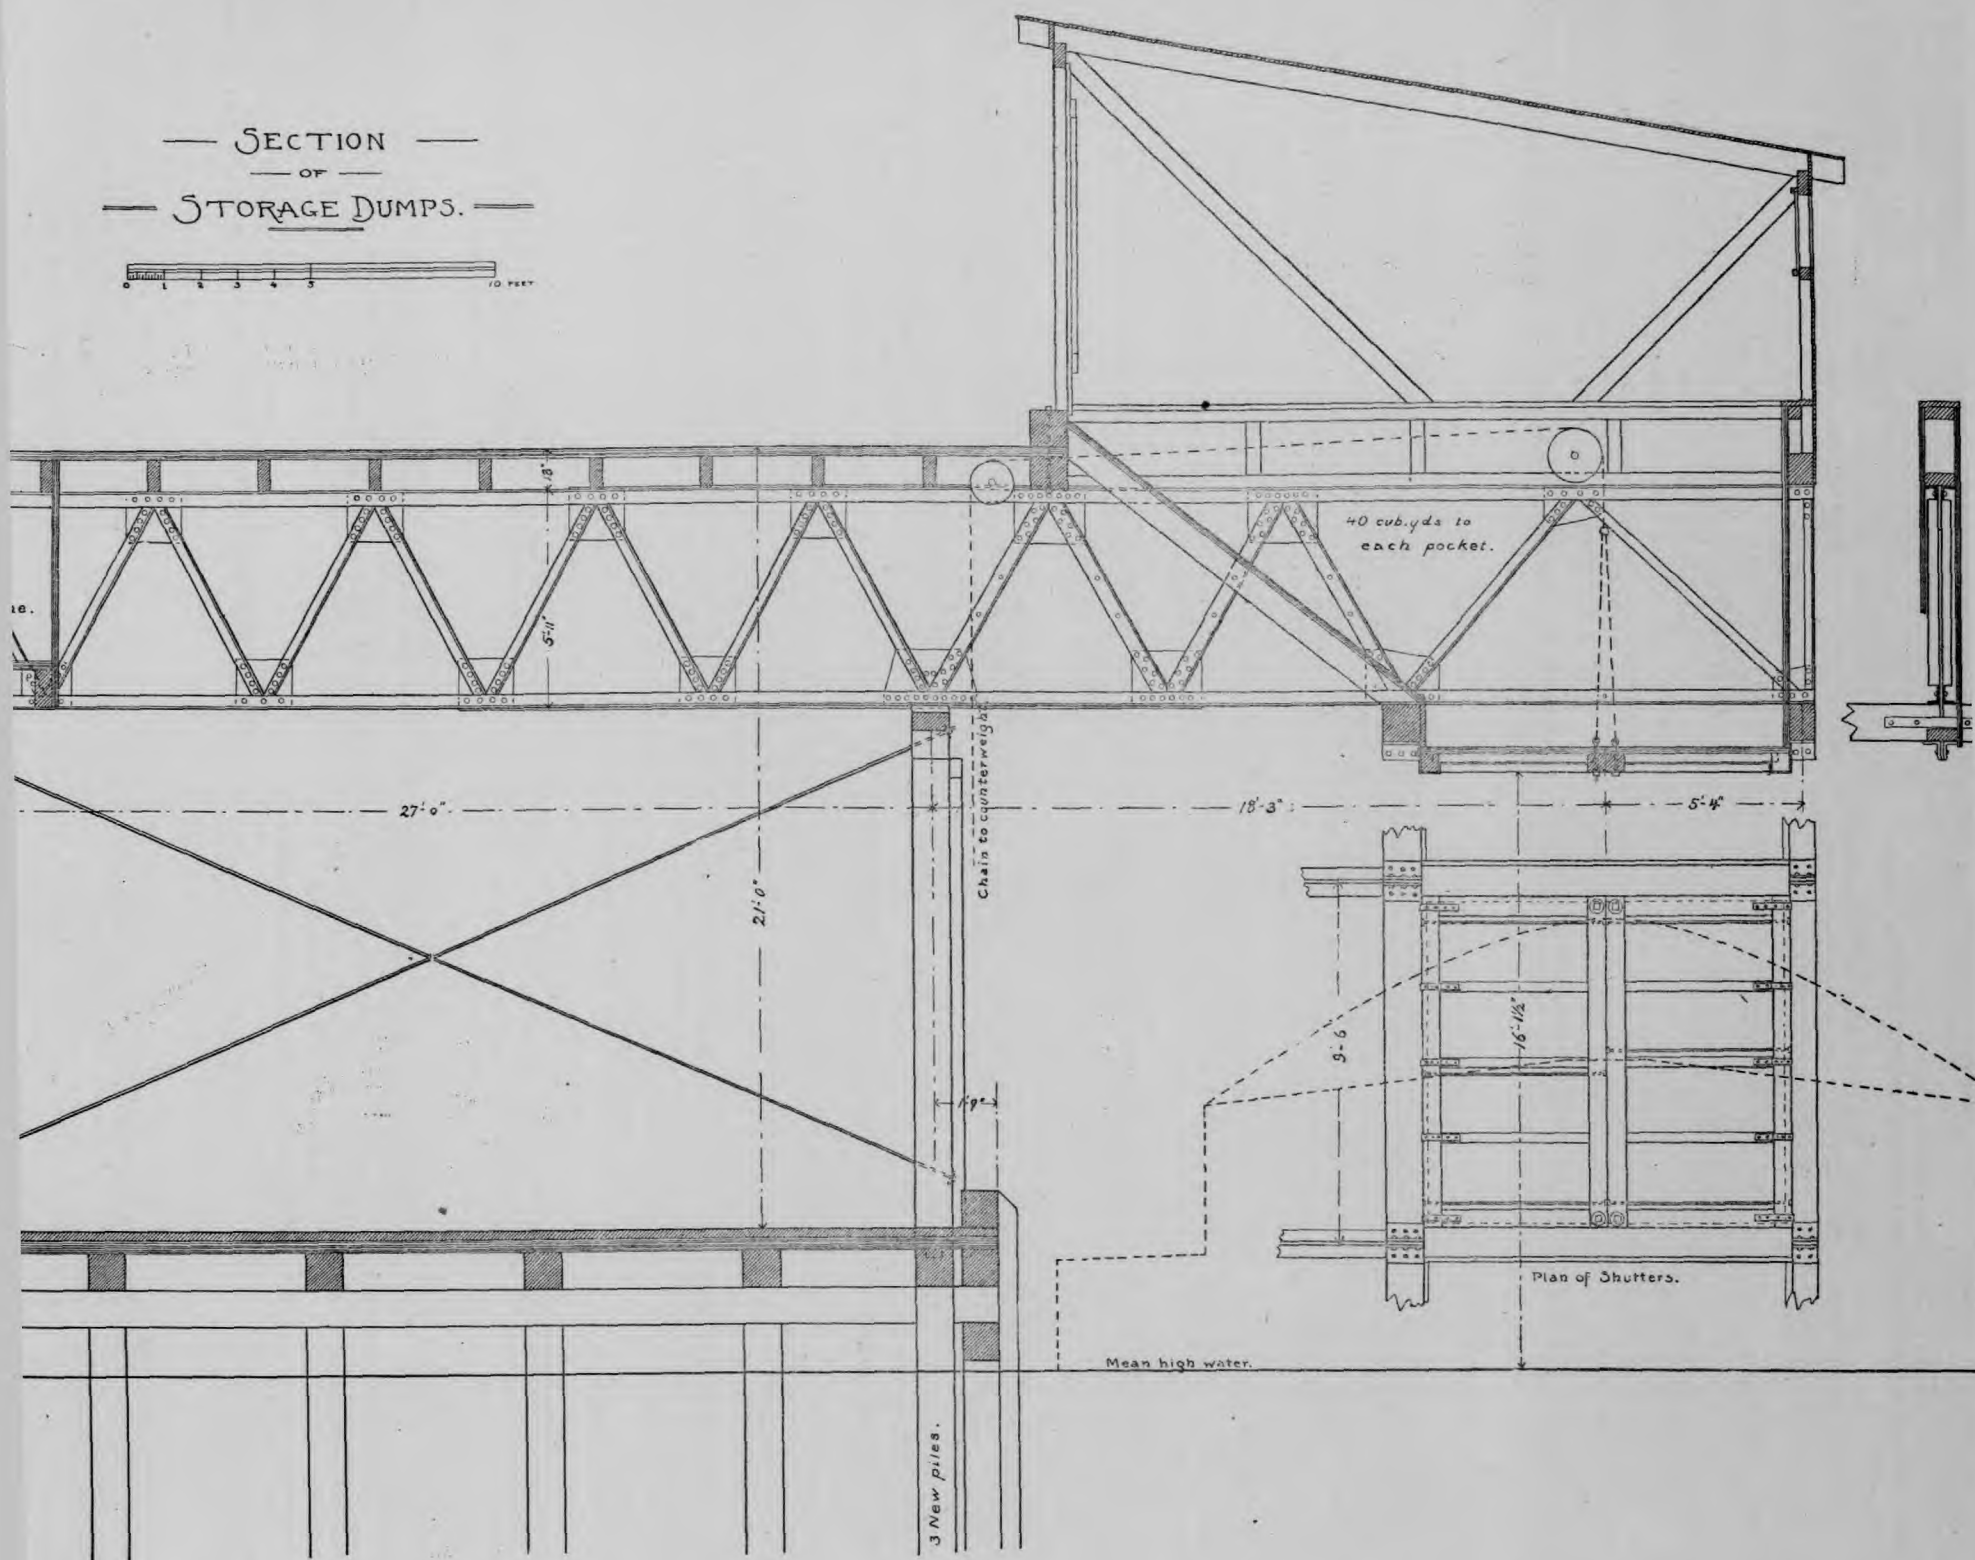 SECTION
OF
STORAGE DUMPS.
0 1 2 3 4 5 10 FEET
18"
40 cub.yds to
each pocket.
5'-11"
Chain to counterweight.
27'-0"
18'-3"
5'-4"
21'-0"
9'-6
16'-1½"
1'-9"
Plan of Shutters.
Mean high water.
3 New piles.